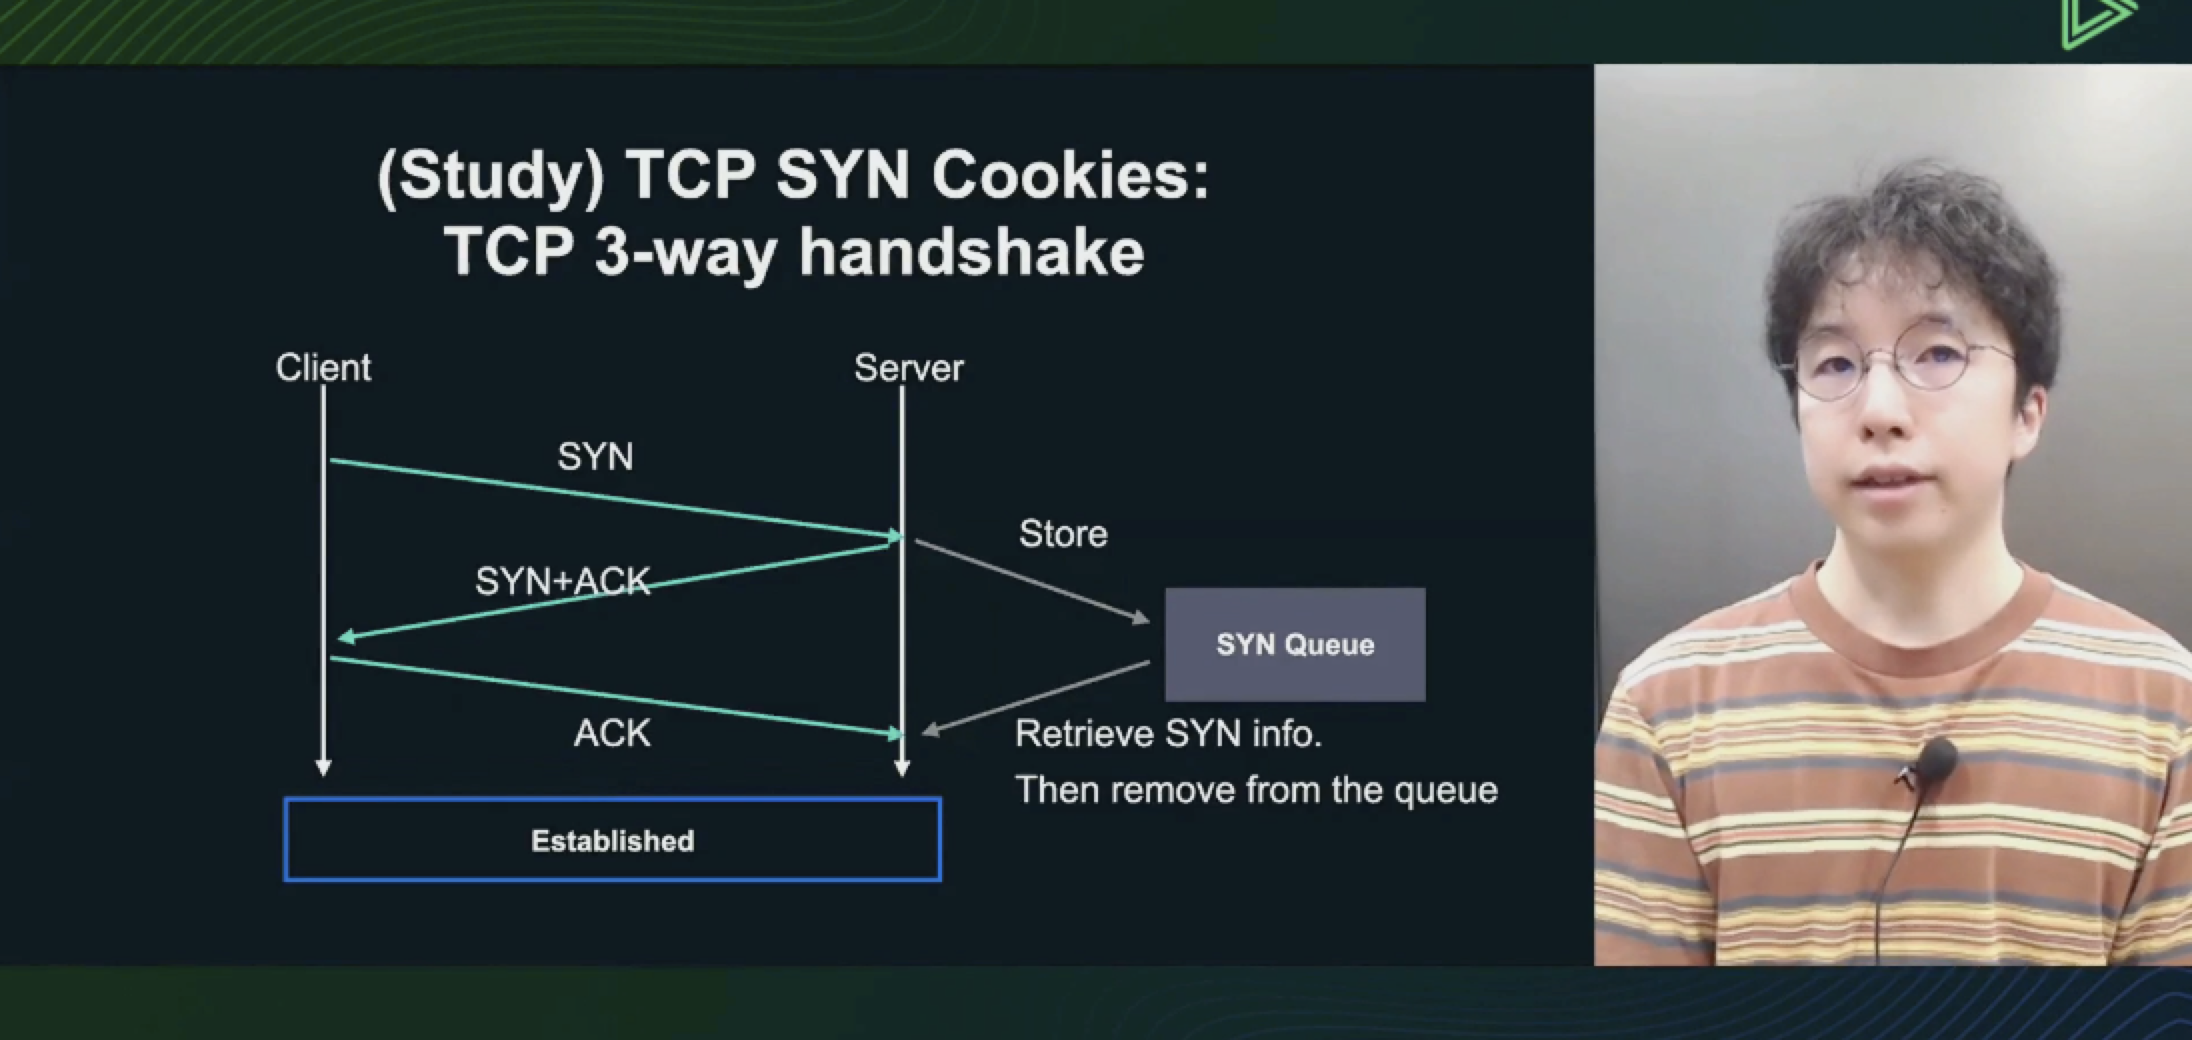 (Study) TCP SYN Cookies:
TCP 3-way handshake
Client
Server
SYN
Store
SYN+ACK
SYN Queue
ACK
Retrieve SYN info.
Then remove from the queue
Established